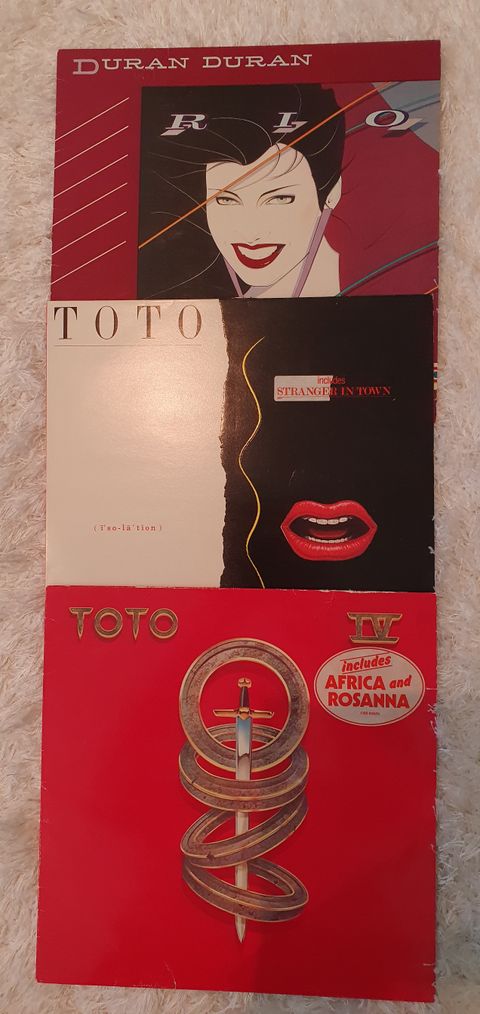 DURAN DURAN
RIO
TOTO
includes
STRANGER IN TOWN
(ī'so-lā'tion)
TOTO
IV
includes
AFRICA and
ROSANNA